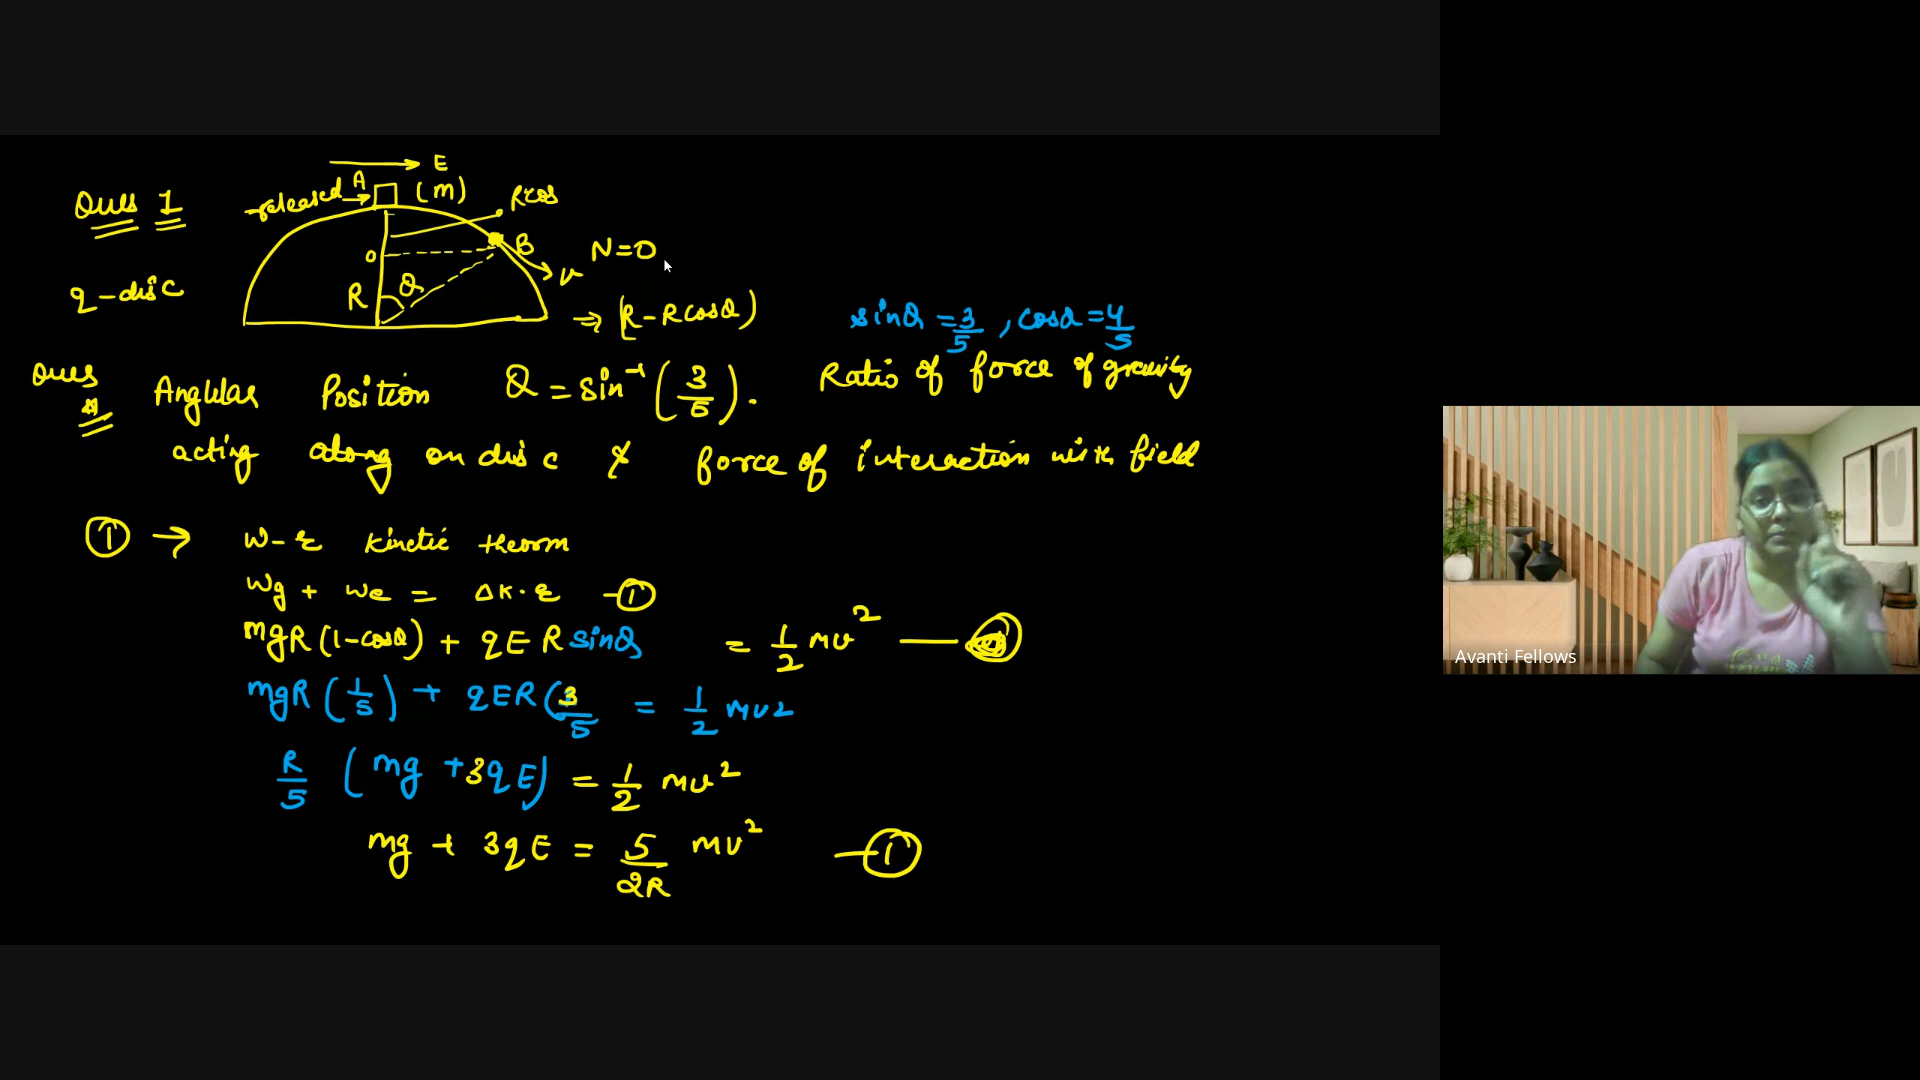 E
Ques 1 released A (m) Rcosθ
O B N=0
q-disc R θ v
⇒ (R-Rcosθ) sinθ = 3/5 , cosθ = 4/5
Ques Angular Position θ = sin⁻¹ (3/5). Ratio of force of gravity
acting along on disc & force of interaction with field
① → W-E kinetic theorm
Wg + We = ΔK.E -①
mgR (1-cosθ) + qER sinθ = 1/2 mv²
mgR (1/5) + qER (3/5 = 1/2 mv2
R/5 (mg + 3qE) = 1/2 mv²
mg + 3qE = 5/2R mv² -①
Avanti Fellows